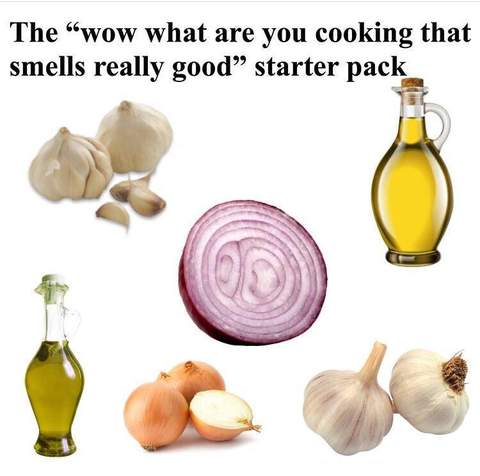 The “wow what are you cooking that
smells really good” starter pack